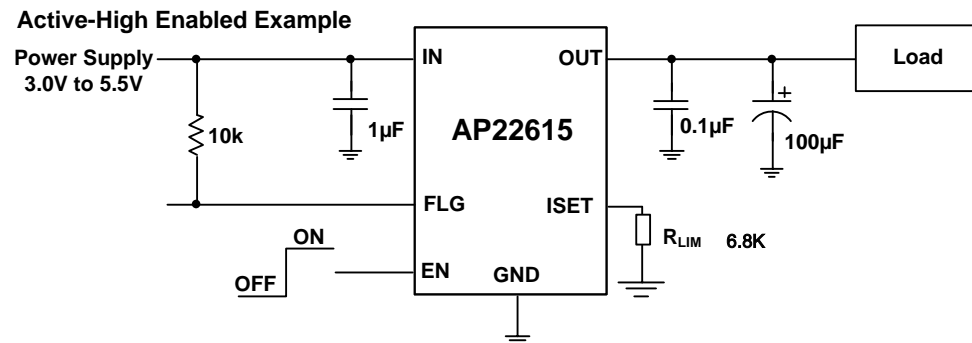 Active-High Enabled Example
Power Supply
3.0V to 5.5V
IN
OUT
Load
10k
1µF
AP22615
0.1µF
+
100µF
FLG
ISET
RLIM 6.8K
ON
OFF
EN
GND